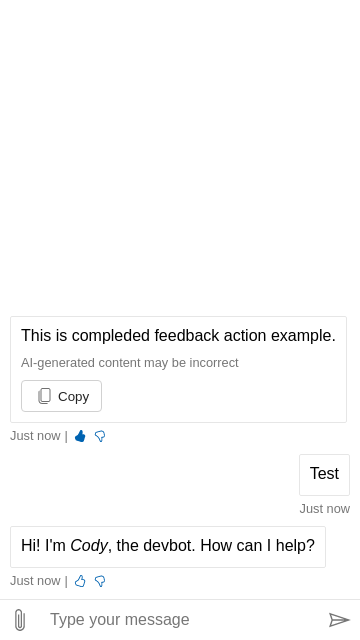 This is compleded feedback action example.
AI-generated content may be incorrect
Copy
Just now |
Test
Just now
Hi! I'm Cody, the devbot. How can I help?
Just now |
Type your message